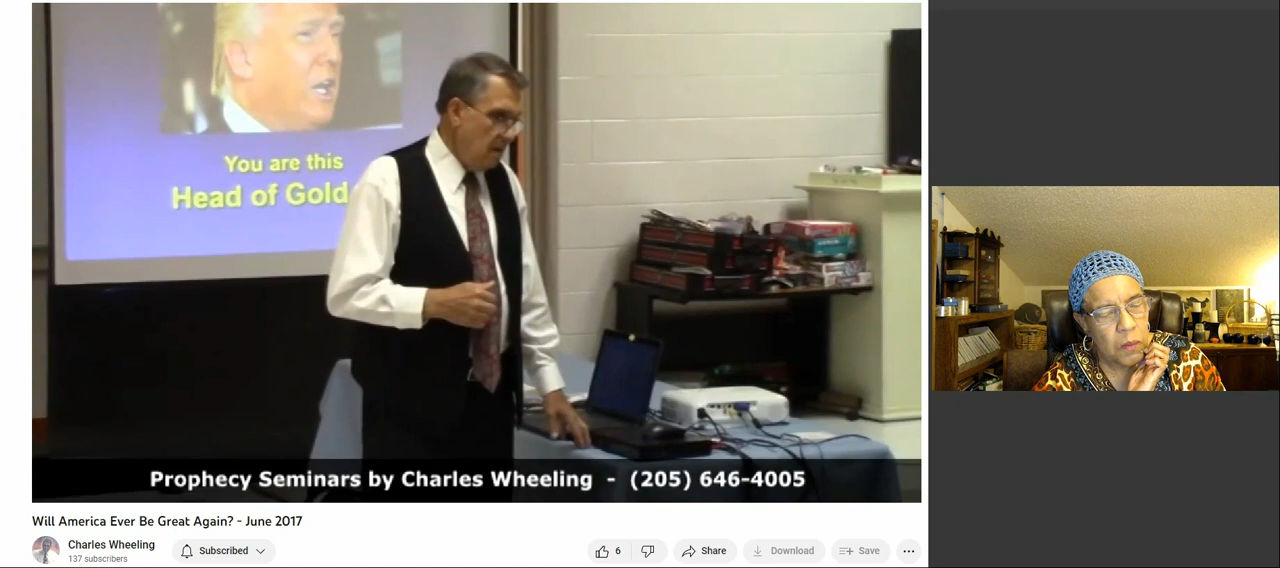 You are this
Head of Gold
Prophecy Seminars by Charles Wheeling - (205) 646-4005
Will America Ever Be Great Again? - June 2017
Charles Wheeling
137 subscribers
Subscribed
6
Share
Download
Save